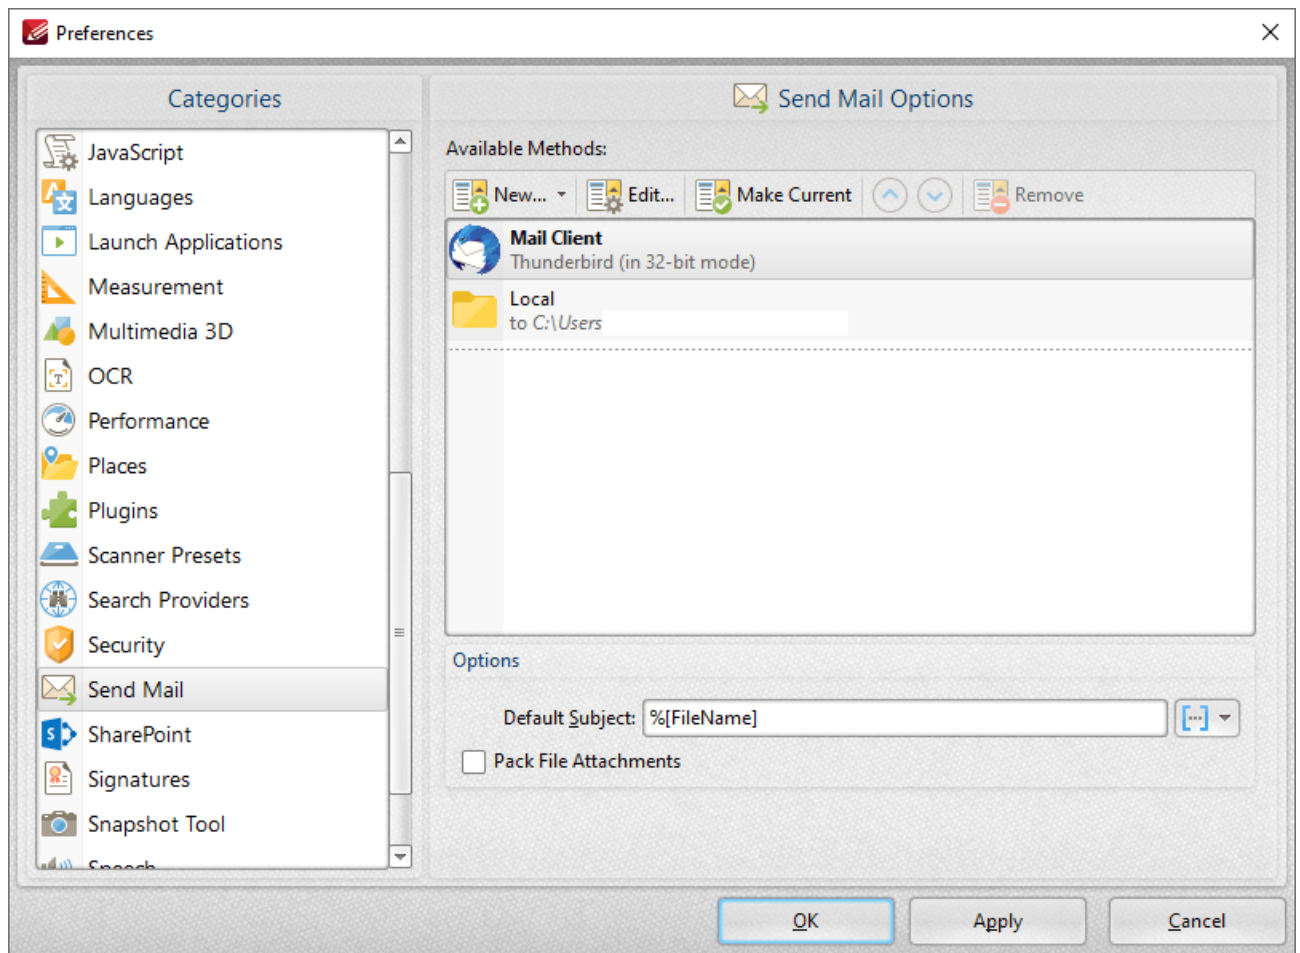 Preferences
Categories
JavaScript
Languages
Launch Applications
Measurement
Multimedia 3D
OCR
Performance
Places
Plugins
Scanner Presets
Search Providers
Security
Send Mail
SharePoint
Signatures
Snapshot Tool
Speech
Send Mail Options
Available Methods:
New... Edit... Make Current Remove
Mail Client
Thunderbird (in 32-bit mode)
Local
to C:\Users
Options
Default Subject: %[FileName]
Pack File Attachments
OK Apply Cancel